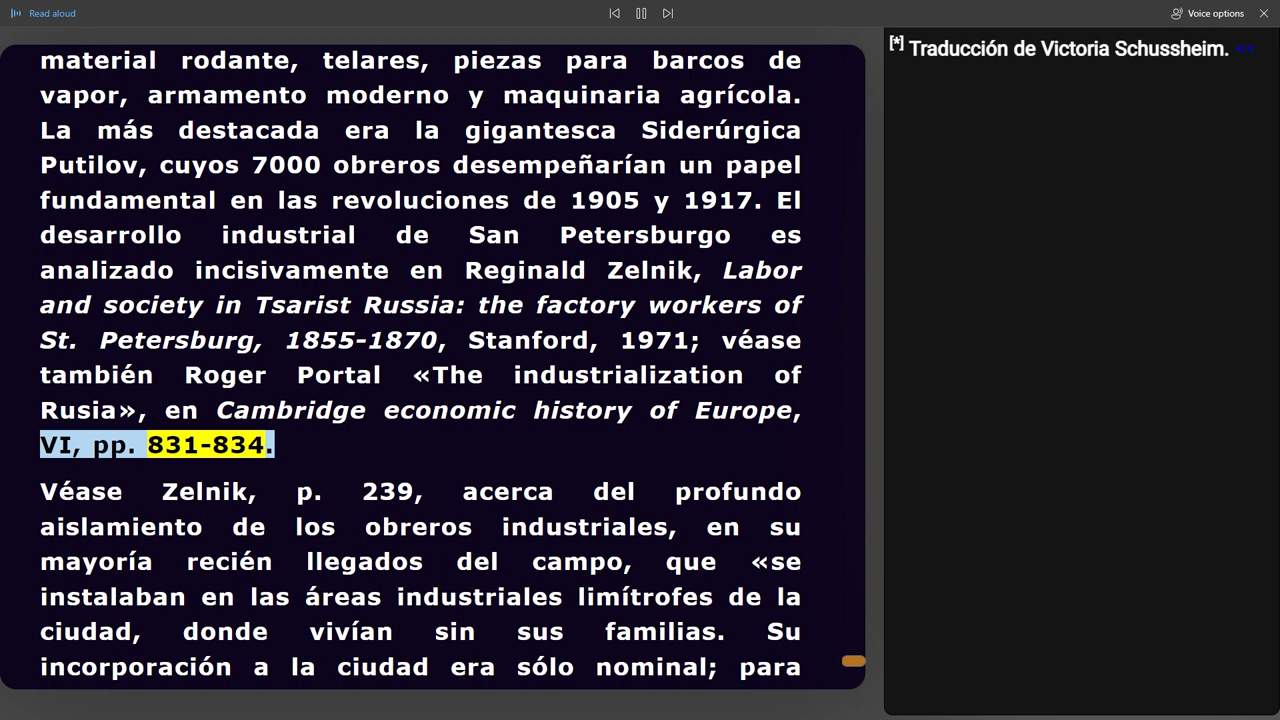 Read aloud
Voice options
material rodante, telares, piezas para barcos de
vapor, armamento moderno y maquinaria agrícola.
La más destacada era la gigantesca Siderúrgica
Putilov, cuyos 7000 obreros desempeñarían un papel
fundamental en las revoluciones de 1905 y 1917. El
desarrollo industrial de San Petersburgo es
analizado incisivamente en Reginald Zelnik, Labor
and society in Tsarist Russia: the factory workers of
St. Petersburg, 1855-1870, Stanford, 1971; véase
también Roger Portal «The industrialization of
Rusia», en Cambridge economic history of Europe,
VI, pp. 831-834.
Véase Zelnik, p. 239, acerca del profundo
aislamiento de los obreros industriales, en su
mayoría recién llegados del campo, que «se
instalaban en las áreas industriales limítrofes de la
ciudad, donde vivían sin sus familias. Su
incorporación a la ciudad era sólo nominal; para
[*] Traducción de Victoria Schussheim. <<